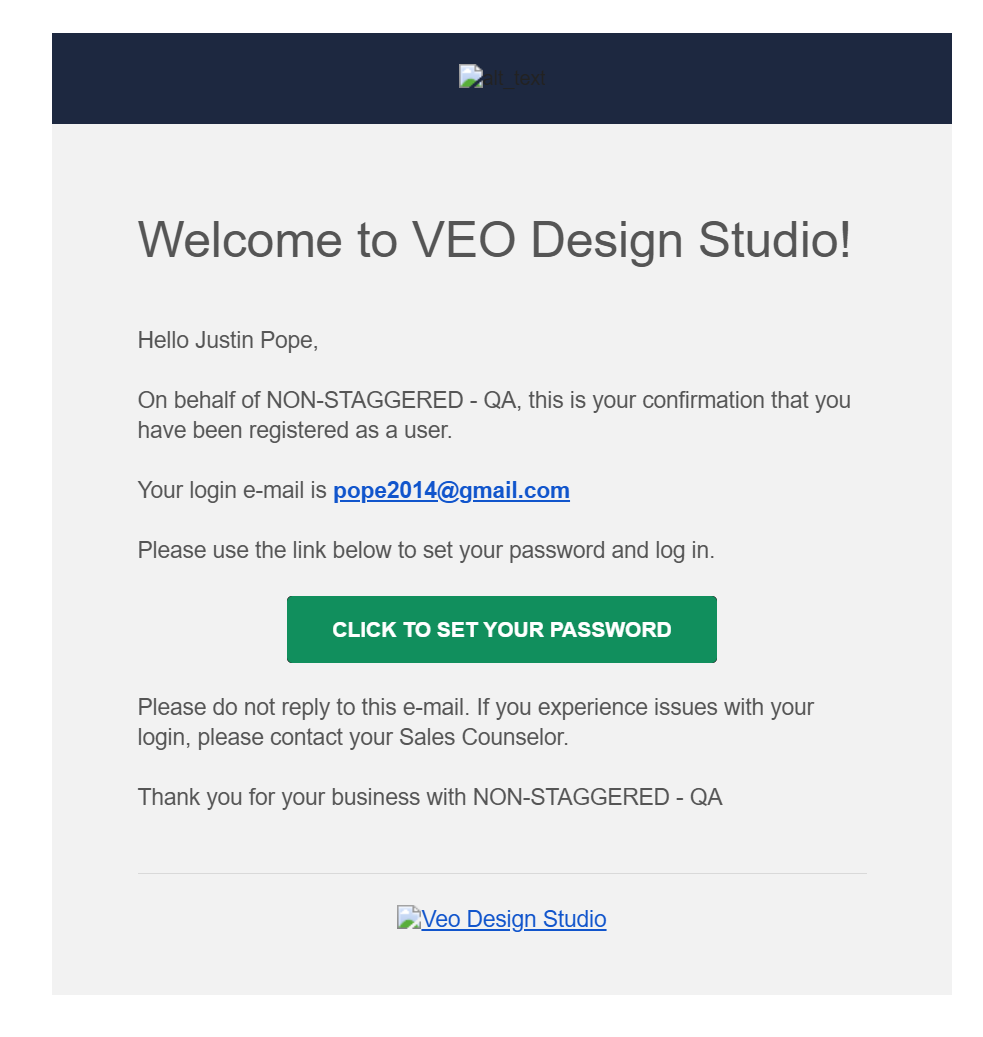 alt_text
Welcome to VEO Design Studio!
Hello Justin Pope,
On behalf of NON-STAGGERED - QA, this is your confirmation that you
have been registered as a user.
Your login e-mail is pope2014@gmail.com
Please use the link below to set your password and log in.
CLICK TO SET YOUR PASSWORD
Please do not reply to this e-mail. If you experience issues with your
login, please contact your Sales Counselor.
Thank you for your business with NON-STAGGERED - QA
Veo Design Studio